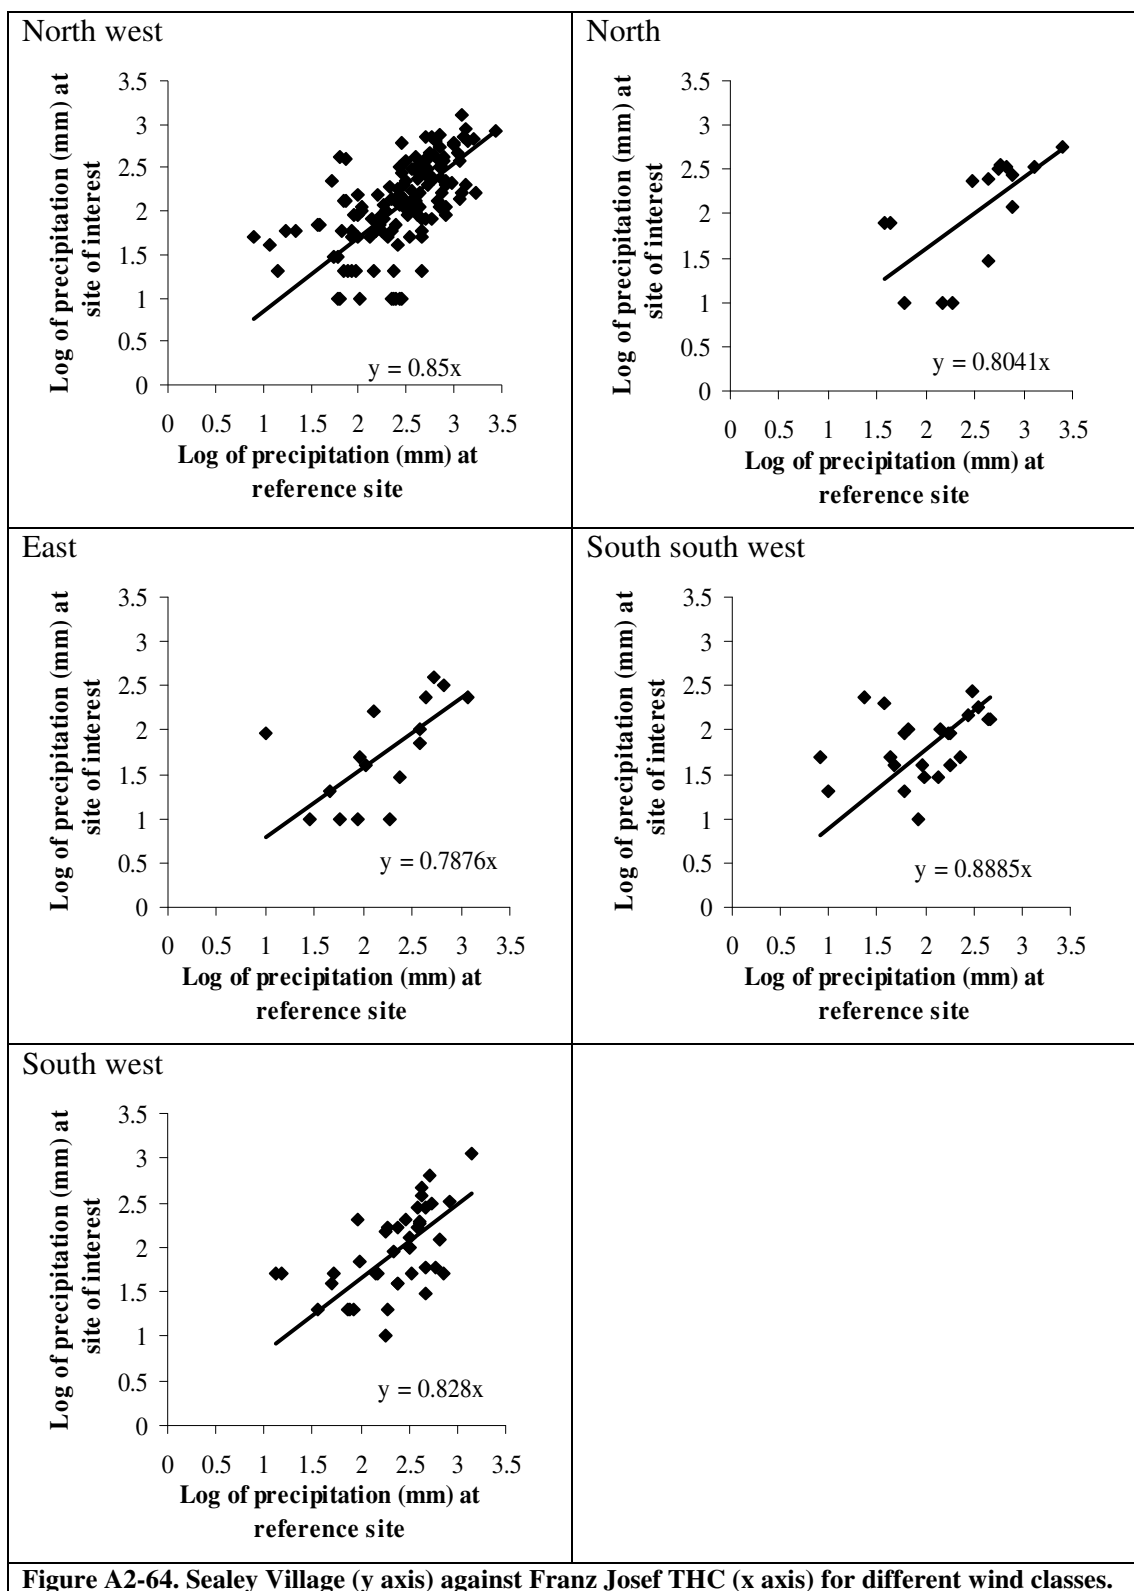 North west
Log of precipitation (mm) at
site of interest
3.5
3
2.5
2
1.5
1
0.5
0
y = 0.85x
0 0.5 1 1.5 2 2.5 3 3.5
Log of precipitation (mm) at
reference site
North
Log of precipitation (mm) at
site of interest
3.5
3
2.5
2
1.5
1
0.5
0
y = 0.8041x
0 0.5 1 1.5 2 2.5 3 3.5
Log of precipitation (mm) at
reference site
East
Log of precipitation (mm) at
site of interest
3.5
3
2.5
2
1.5
1
0.5
0
y = 0.7876x
0 0.5 1 1.5 2 2.5 3 3.5
Log of precipitation (mm) at
reference site
South south west
Log of precipitation (mm) at
site of interest
3.5
3
2.5
2
1.5
1
0.5
0
y = 0.8885x
0 0.5 1 1.5 2 2.5 3 3.5
Log of precipitation (mm) at
reference site
South west
Log of precipitation (mm) at
site of interest
3.5
3
2.5
2
1.5
1
0.5
0
y = 0.828x
0 0.5 1 1.5 2 2.5 3 3.5
Log of precipitation (mm) at
reference site
Figure A2-64. Sealey Village (y axis) against Franz Josef THC (x axis) for different wind classes.